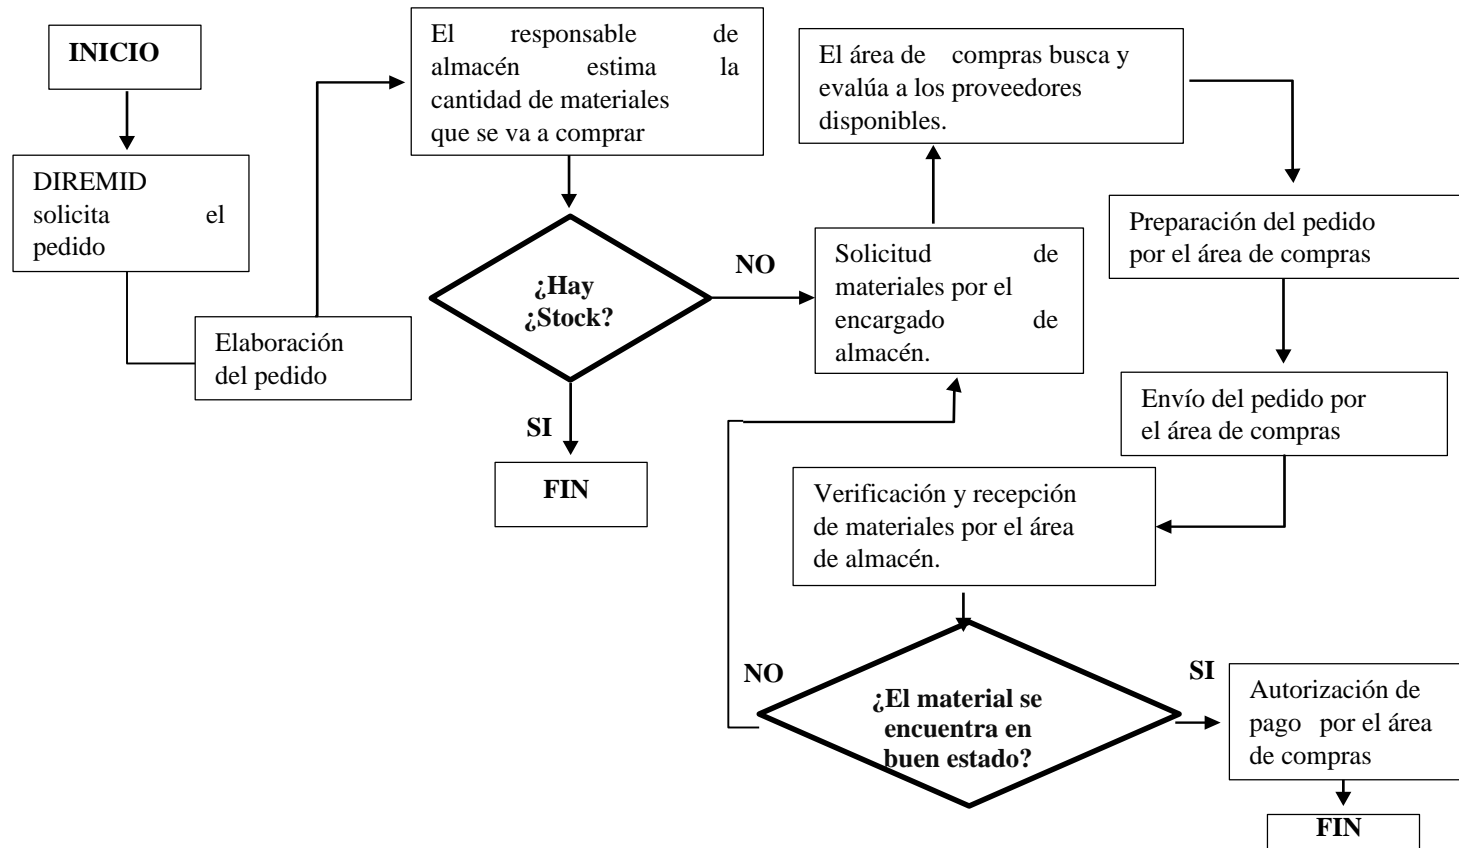 INICIO
DIREMID
solicita el
pedido
Elaboración
del pedido
El responsable de
almacén estima la
cantidad de materiales
que se va a comprar
¿Hay
¿Stock?
SI
FIN
NO
Solicitud de
materiales por el
encargado de
almacén.
El área de compras busca y
evalúa a los proveedores
disponibles.
Preparación del pedido
por el área de compras
Envío del pedido por
el área de compras
Verificación y recepción
de materiales por el área
de almacén.
¿El material se
encuentra en
buen estado?
NO
SI
Autorización de
pago por el área
de compras
FIN